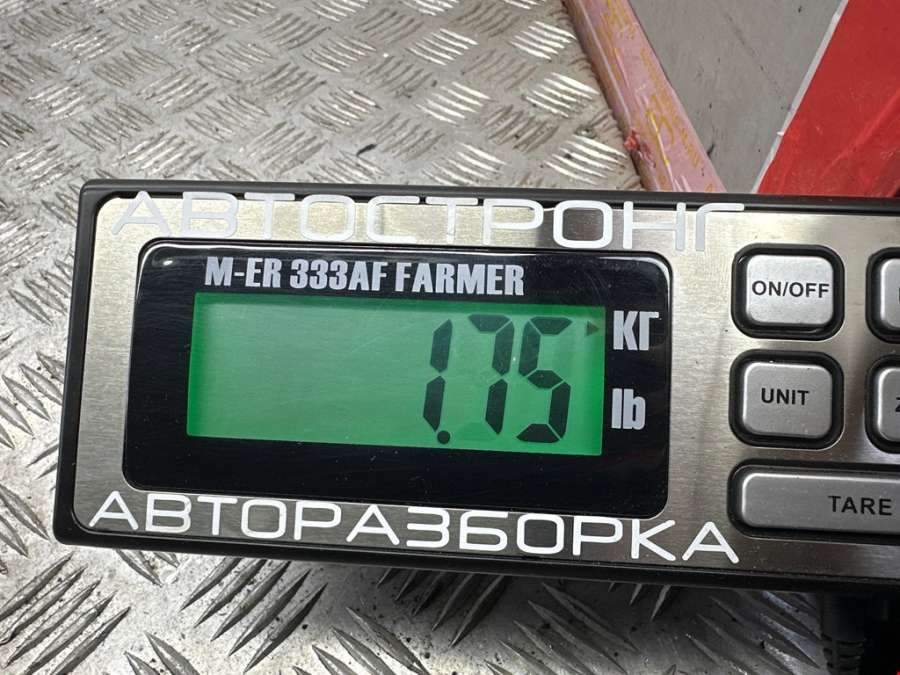 АВТОСТРОНГ
M-ER 333AF FARMER
1.75
КГ
lb
ON/OFF
UNIT
TARE
АВТОРАЗБОРКА